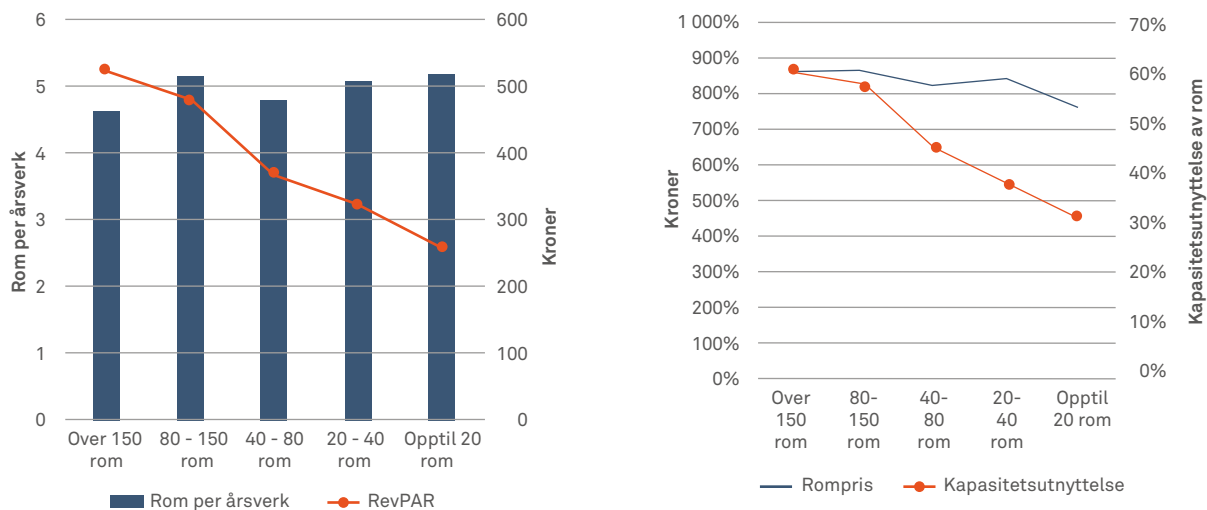 6
5
4
3
2
1
0
Rom per årsverk
600
500
400
300
200
100
0
Kroner
Over 150
rom
80 - 150
rom
40 - 80
rom
20 - 40
rom
Opptil 20
rom
Rom per årsverk
RevPAR
1 000%
900%
800%
700%
600%
500%
400%
300%
200%
100%
0%
Kroner
70%
60%
50%
40%
30%
20%
10%
0%
Kapasitetsutnyttelse av rom
Over
150
rom
80-
150
rom
40-
80
rom
20-
40
rom
Opptil
20 rom
Rompris
Kapasitetsutnyttelse